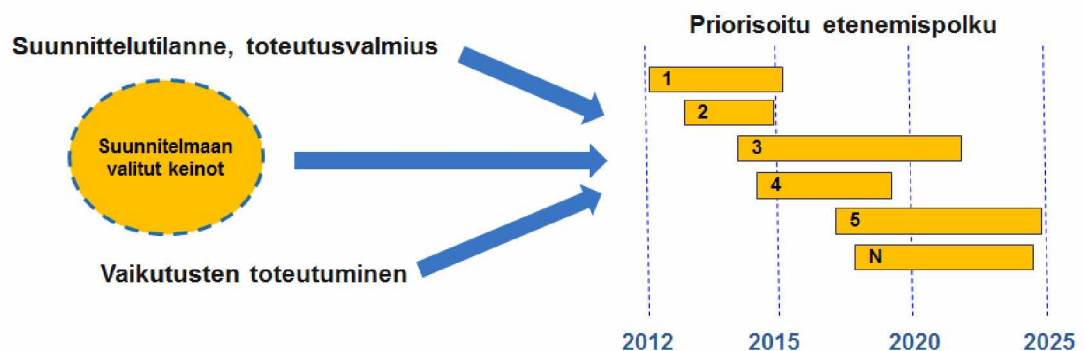 Suunnittelutilanne, toteutusvalmius
Suunnitelmaan
valitut keinot
Vaikutusten toteutuminen
Priorisoitu etenemispolku
1
2
3
4
5
N
2012
2015
2020
2025